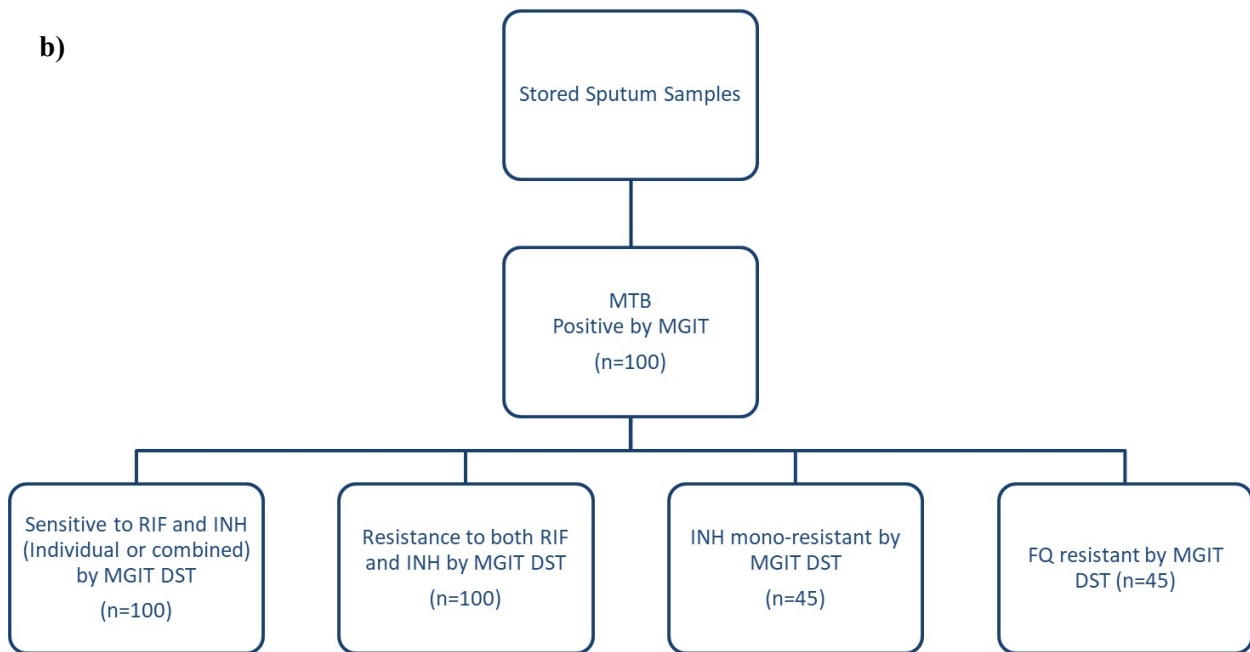 b)
Stored Sputum Samples
MTB
Positive by MGIT
(n=100)
Sensitive to RIF and INH
(Individual or combined)
by MGIT DST
(n=100)
Resistance to both RIF
and INH by MGIT DST
(n=100)
INH mono-resistant by
MGIT DST
(n=45)
FQ resistant by MGIT
DST (n=45)